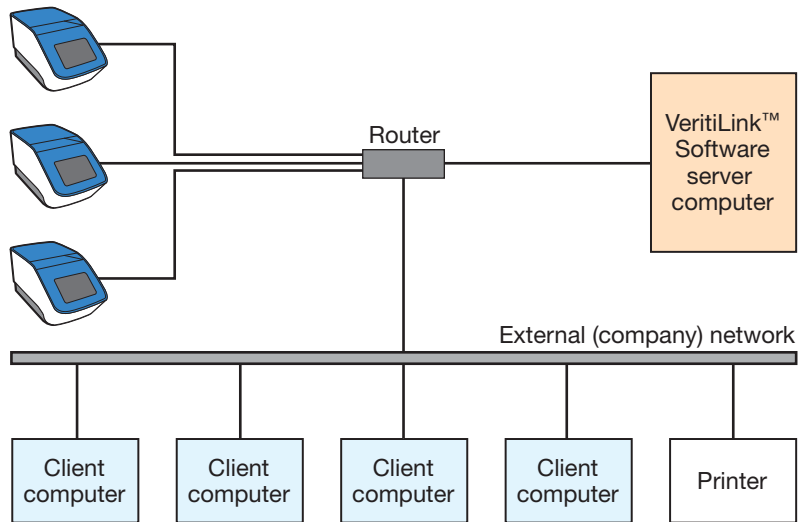 Router
VeritiLink™
Software
server
computer
External (company) network
Client
computer
Client
computer
Client
computer
Client
computer
Printer